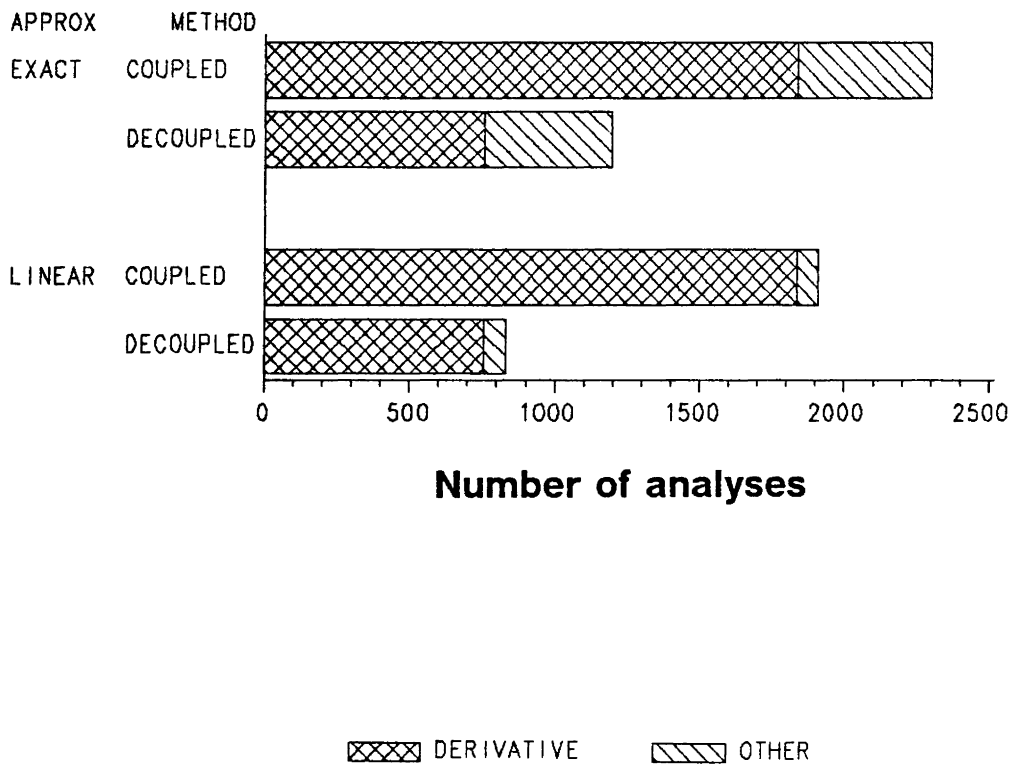 APPROX METHOD
EXACT COUPLED
DECOUPLED
LINEAR COUPLED
DECOUPLED
0 500 1000 1500 2000 2500
Number of analyses
DERIVATIVE OTHER